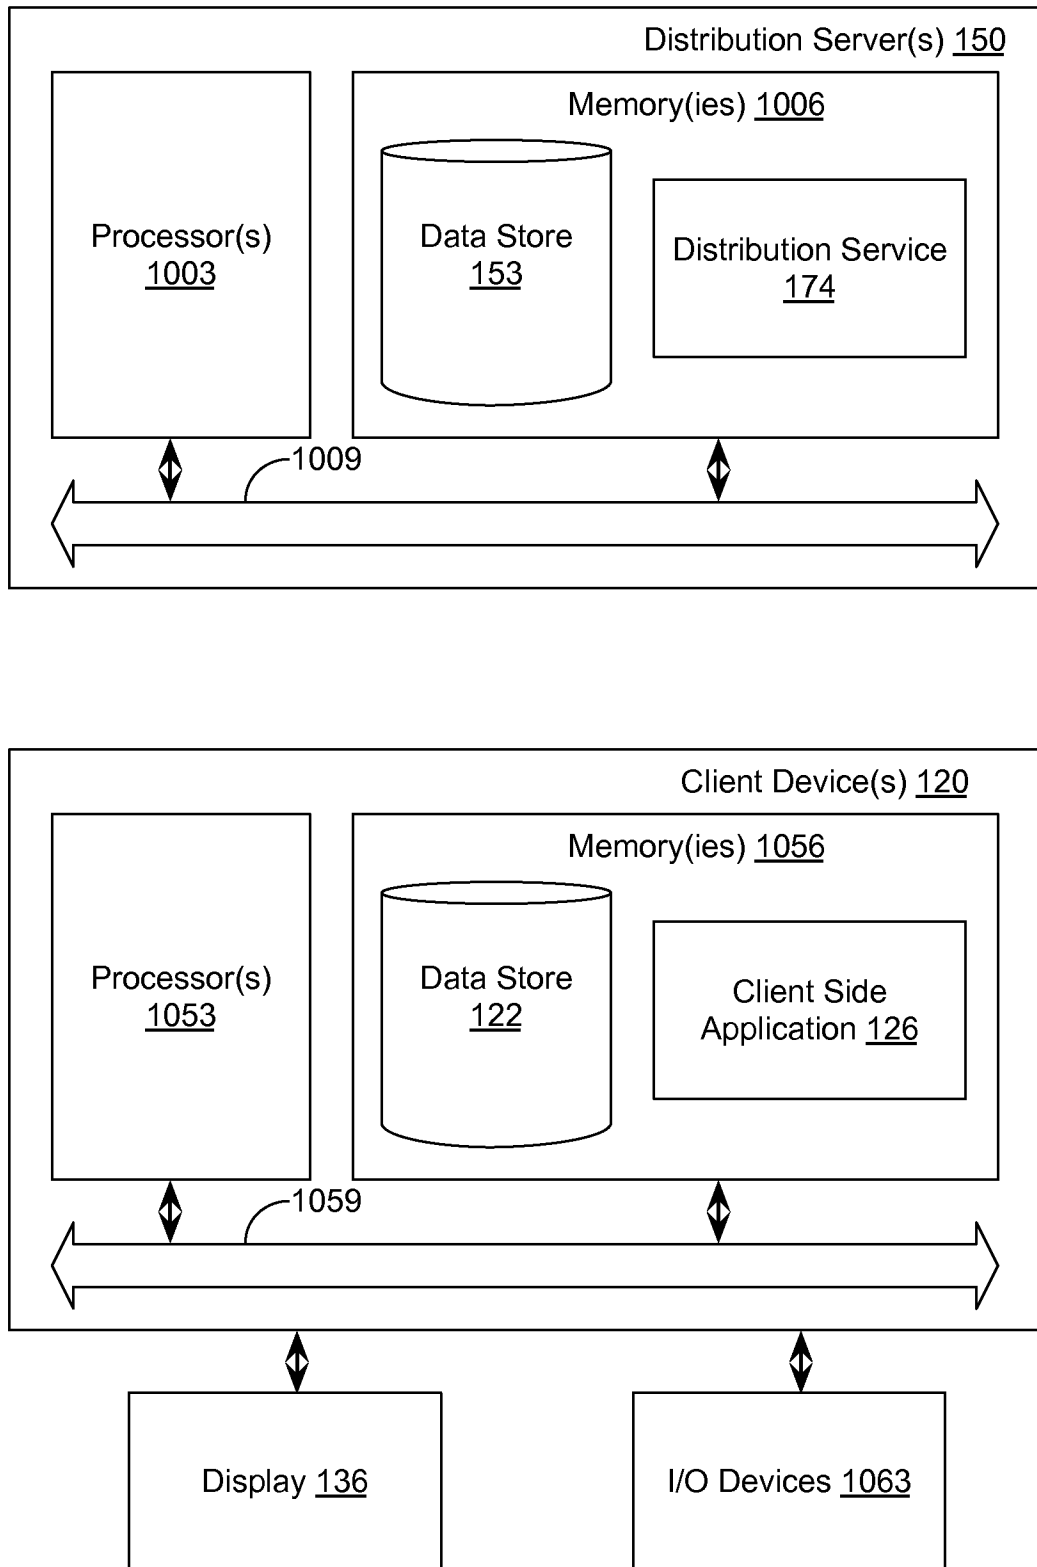 Distribution Server(s) 150
Memory(ies) 1006
Processor(s)
1003
Data Store
153
Distribution Service
174
1009
Client Device(s) 120
Memory(ies) 1056
Processor(s)
1053
Data Store
122
Client Side
Application 126
1059
Display 136
I/O Devices 1063